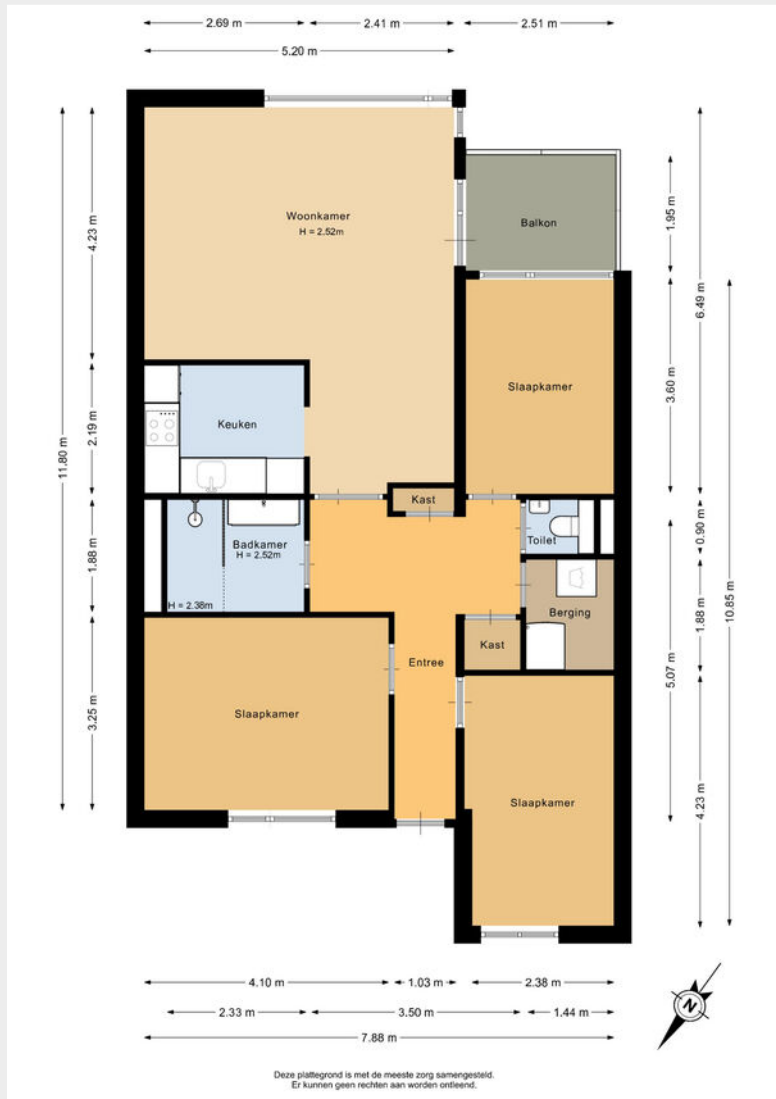 2.69 m
2.41 m
2.51 m
5.20 m
Woonkamer
H = 2.52m
Balkon
4.23 m
1.95 m
6.49 m
Slaapkamer
3.60 m
Keuken
2.19 m
11.80 m
Kast
Badkamer
H = 2.52m
Toilet
0.90 m
1.88 m
H = 2.38m
Berging
1.88 m
10.85 m
Kast
Entree
5.07 m
Slaapkamer
3.25 m
Slaapkamer
4.23 m
4.10 m
1.03 m
2.38 m
2.33 m
3.50 m
1.44 m
7.88 m
N
Deze plattegrond is met de meeste zorg samengesteld.
Er kunnen geen rechten aan worden ontleend.